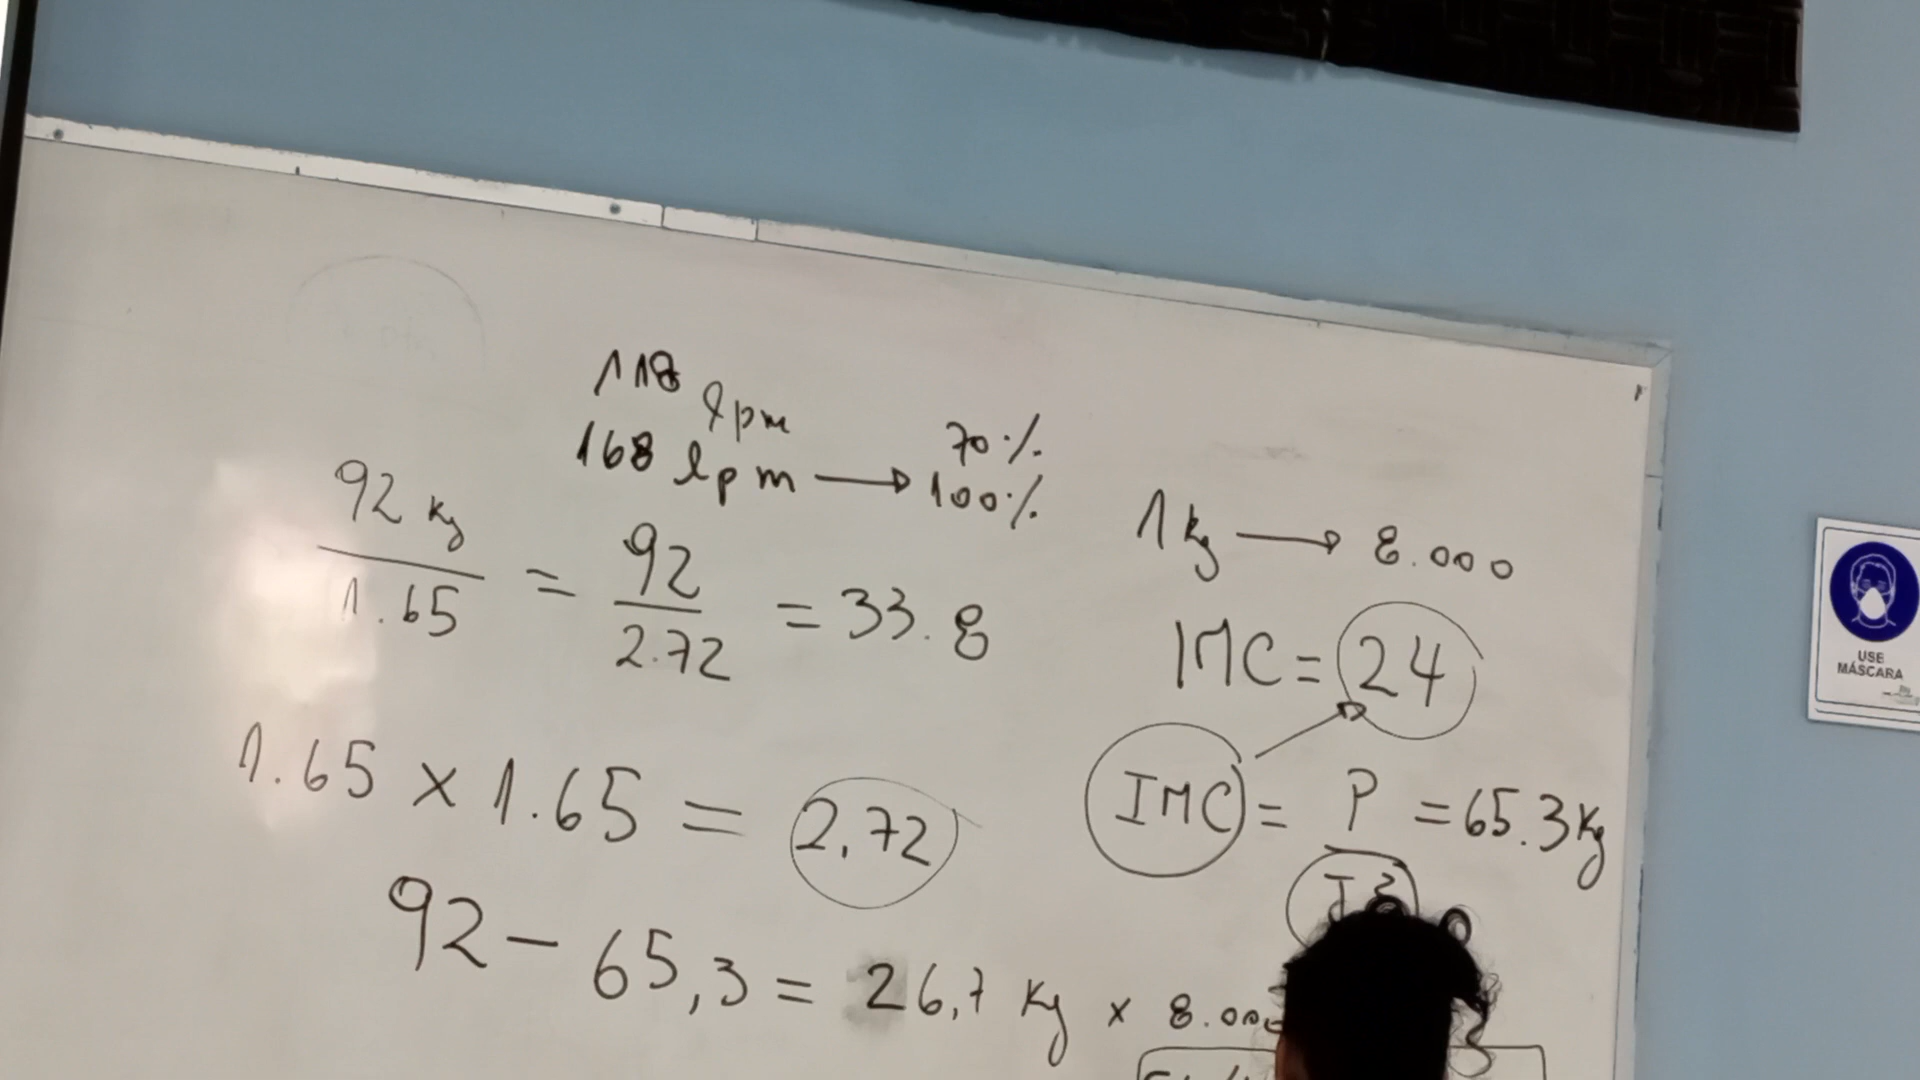 118 lpm 70%
168 lpm → 100%
92 kg / 1.65 = 92 / 2.72 = 33.8
1 kg → 8.000
IMC = 24
1.65 x 1.65 = 2,72
IMC = P = 65.3 kg
92 - 65,3 = 26,7 kg x 8.00
USE
MÁSCARA